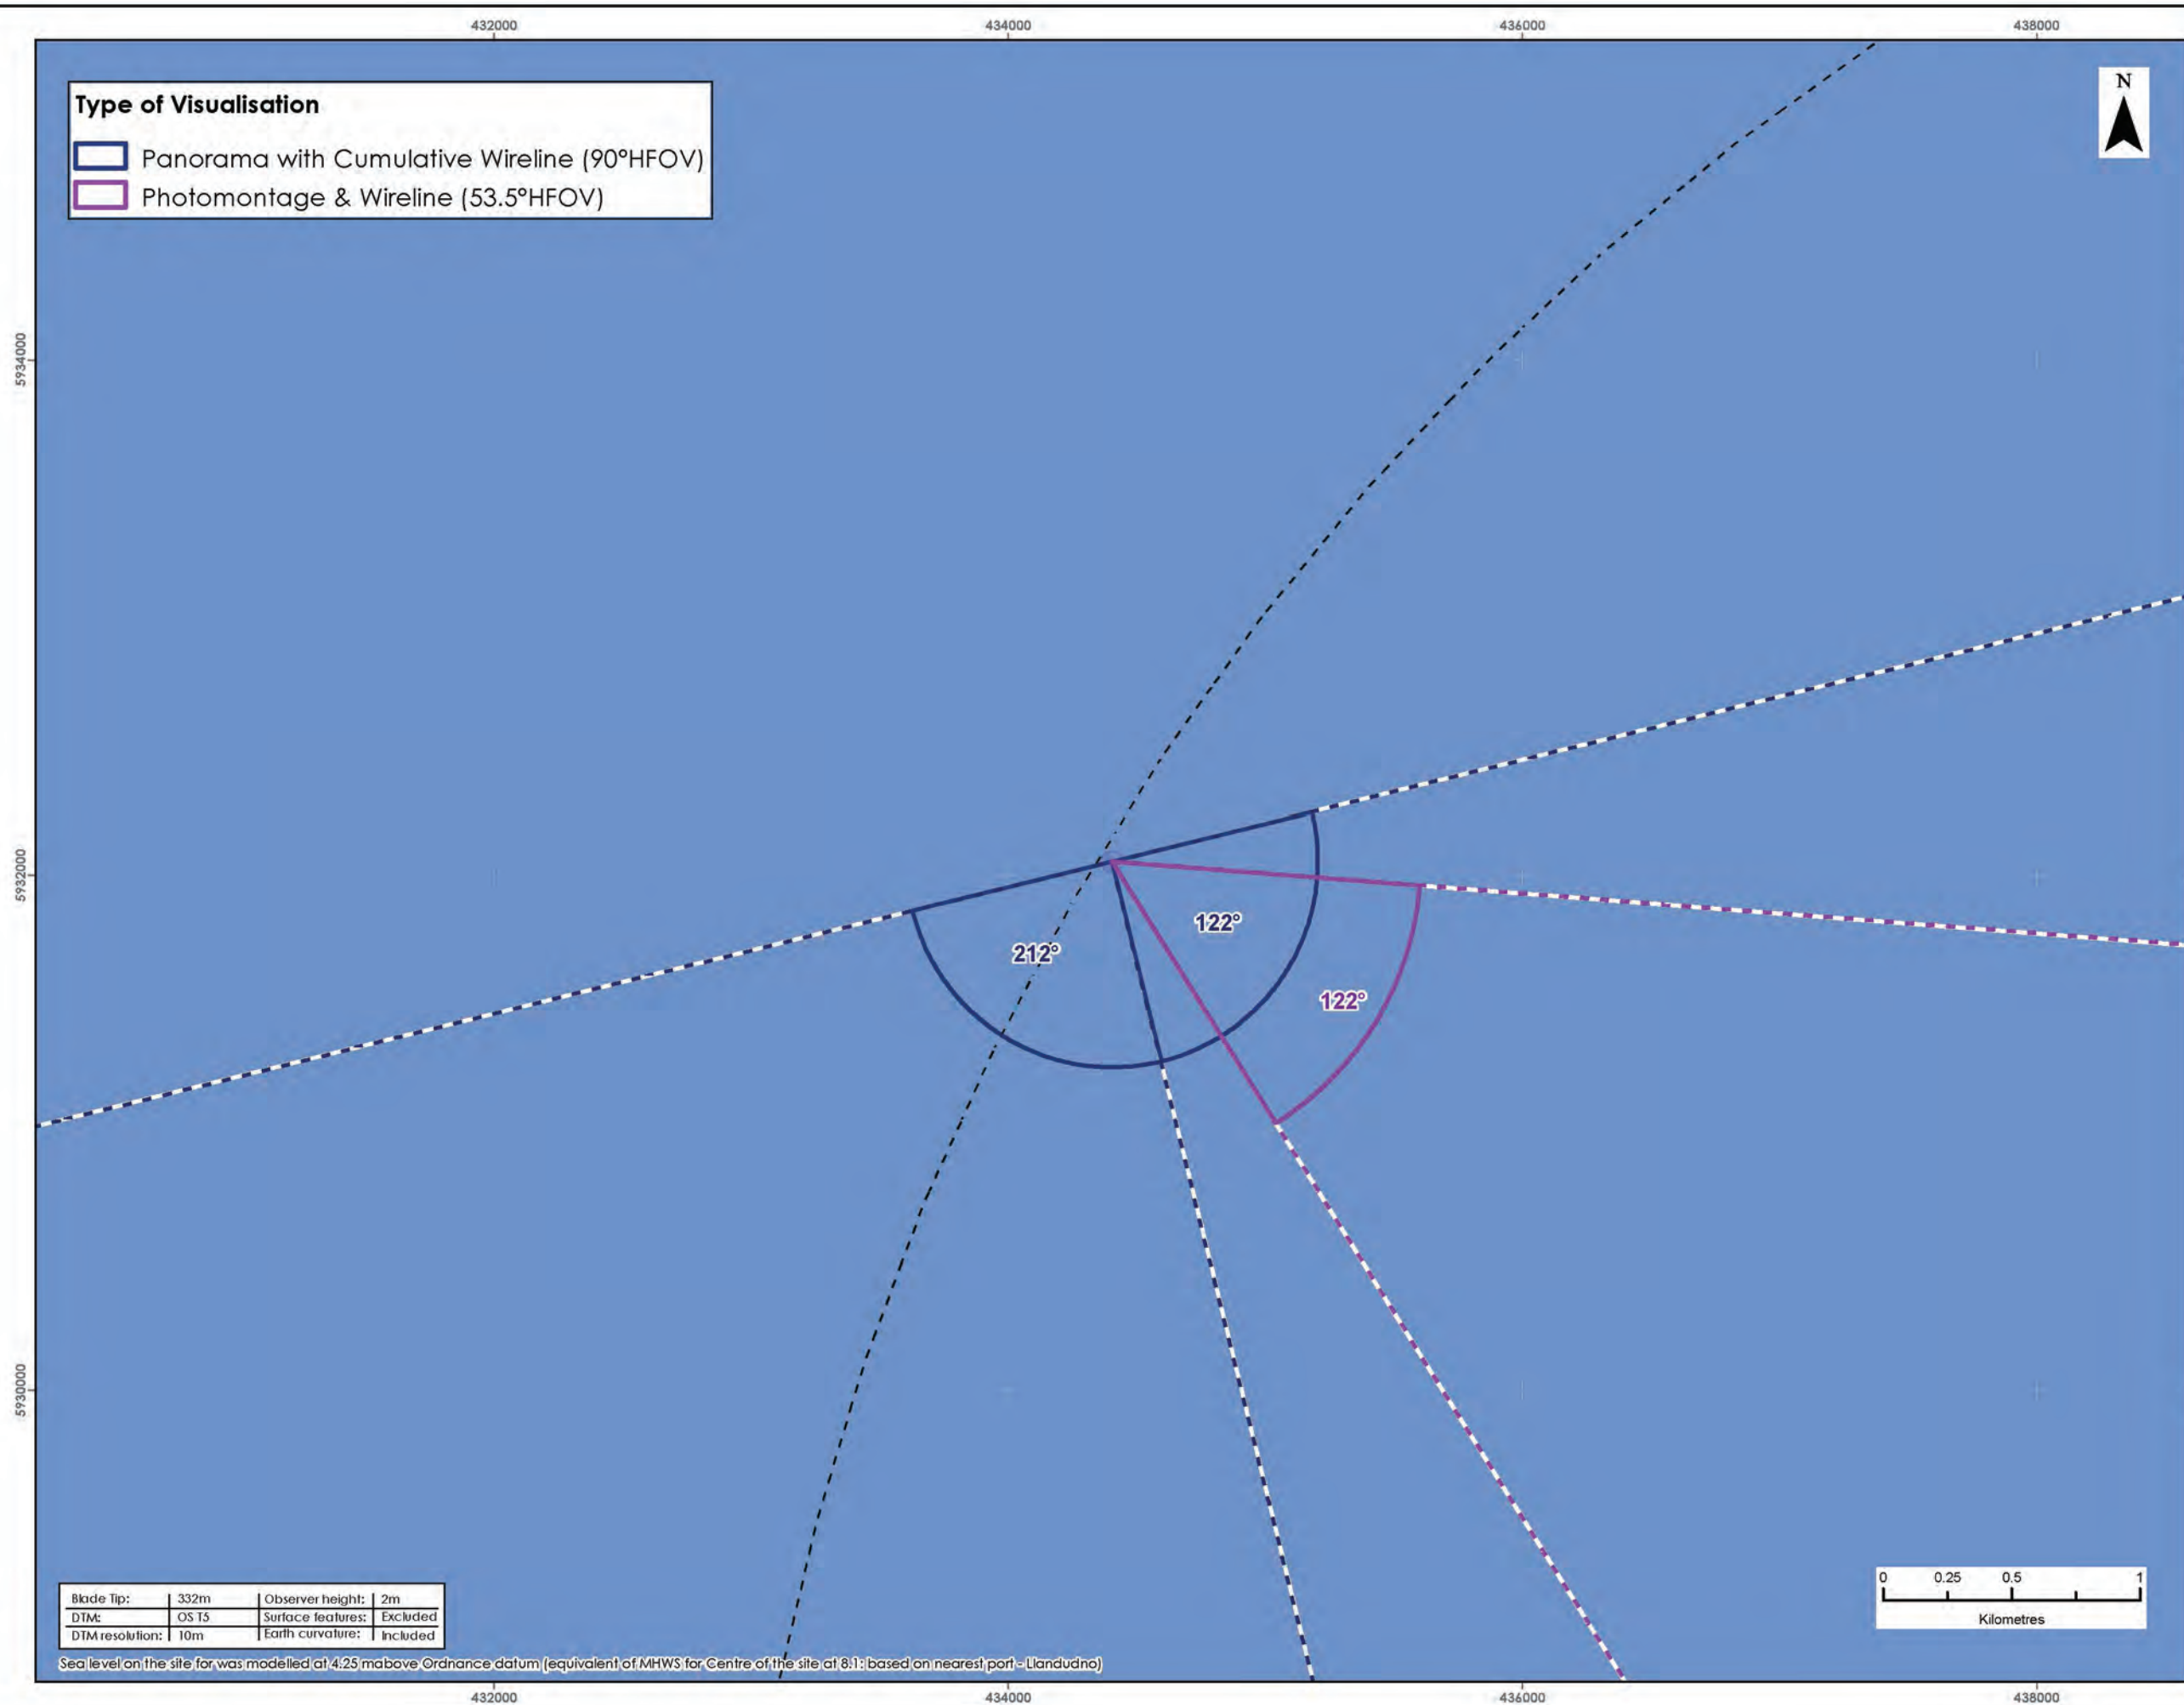 432000 434000 436000 438000
Type of Visualisation
Panorama with Cumulative Wireline (90°HFOV)
Photomontage & Wireline (53.5°HFOV)
N
5934000
5932000
122°
212°
122°
5930000
Blade Tip: 332m Observer height: 2m
DTM: OS T5 Surface features: Excluded
DTM resolution: 10m Earth curvature: Included
0 0.25 0.5 1
Kilometres
Sea level on the site for was modelled at 4.25 mabove Ordnance datum (equivalent of MHWS for Centre of the site at 8.1: based on nearest port - Llandudno)
432000 434000 436000 438000